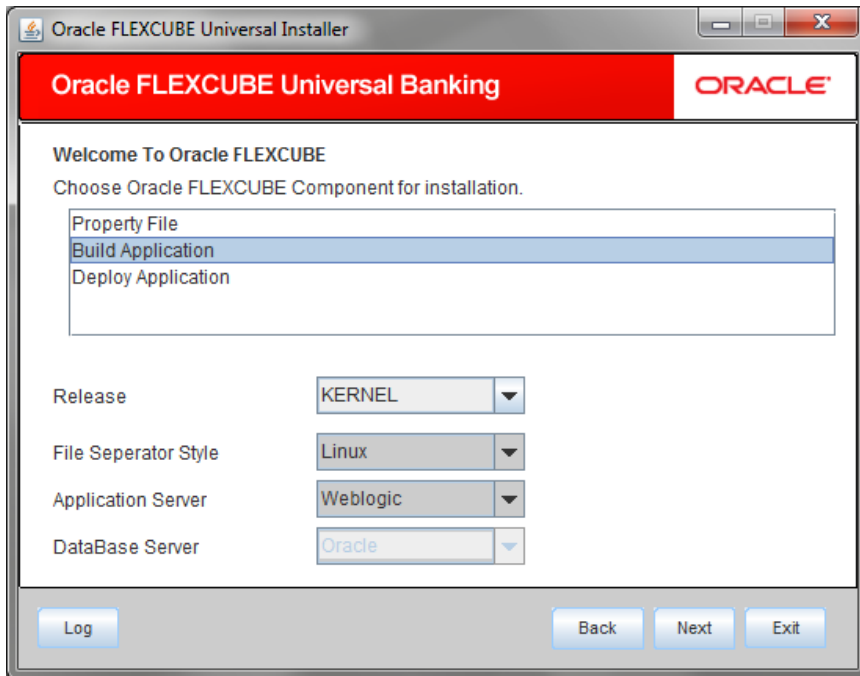 Oracle FLEXCUBE Universal Installer
Oracle FLEXCUBE Universal Banking
ORACLE
Welcome To Oracle FLEXCUBE
Choose Oracle FLEXCUBE Component for installation.
Property File
Build Application
Deploy Application
Release KERNEL
File Seperator Style Linux
Application Server Weblogic
DataBase Server Oracle
Log Back Next Exit